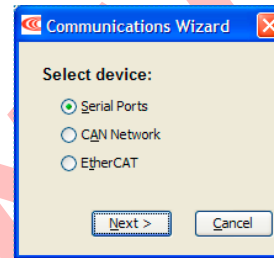 Communications Wizard
Select device:
Serial Ports
CAN Network
EtherCAT
Next >
Cancel